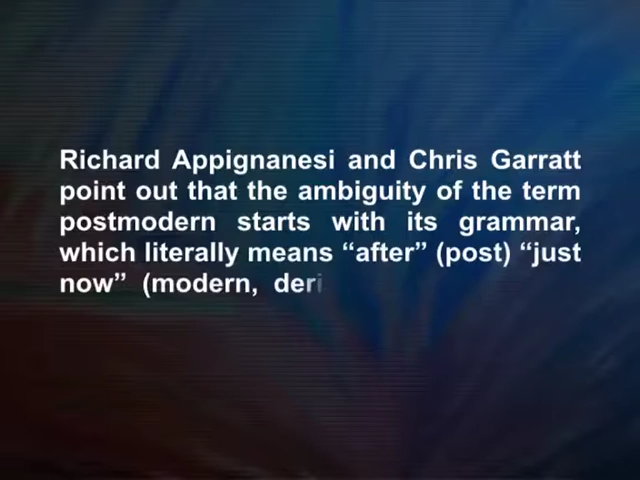 Richard Appignanesi and Chris Garratt
point out that the ambiguity of the term
postmodern starts with its grammar,
which literally means “after” (post) “just
now” (modern, deri